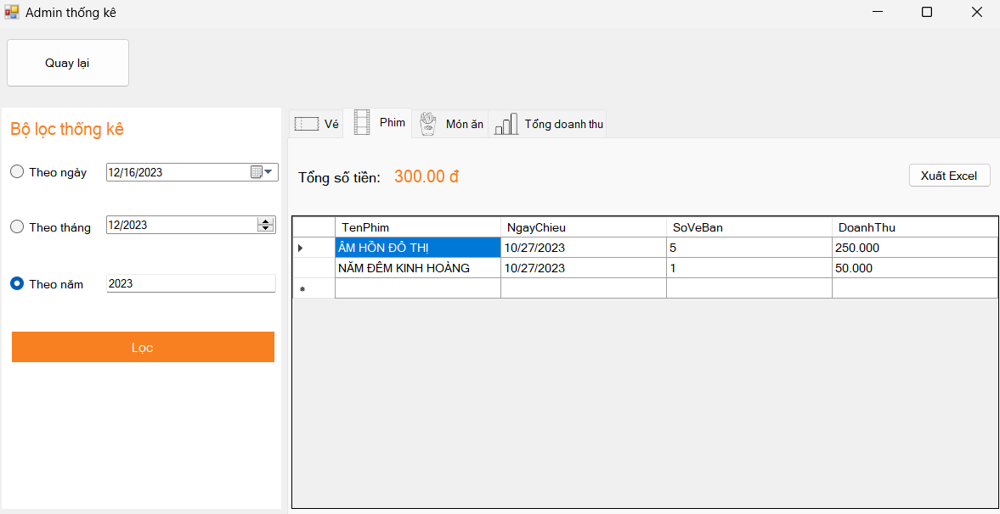 Admin thống kê
Quay lại
Bộ lọc thống kê
Theo ngày 12/16/2023
Theo tháng 12/2023
Theo năm 2023
Lọc
Vé Phim Món ăn Tổng doanh thu
Tổng số tiền: 300.00 đ
Xuất Excel
TenPhim NgayChieu SoVeBan DoanhThu
ÂM HỒN ĐÔ THỊ 10/27/2023 5 250.000
NĂM ĐÊM KINH HOÀNG 10/27/2023 1 50.000